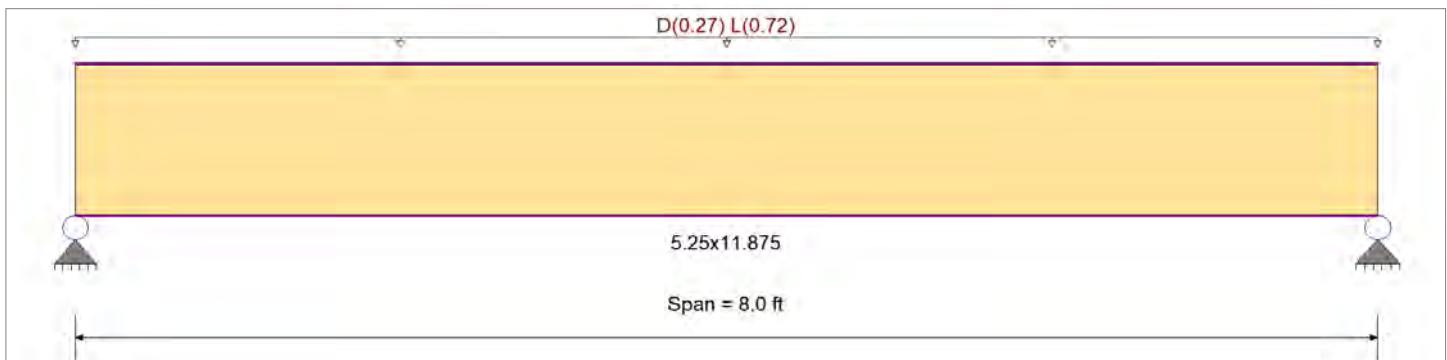 D(0.27) L(0.72)
5.25x11.875
Span = 8.0 ft